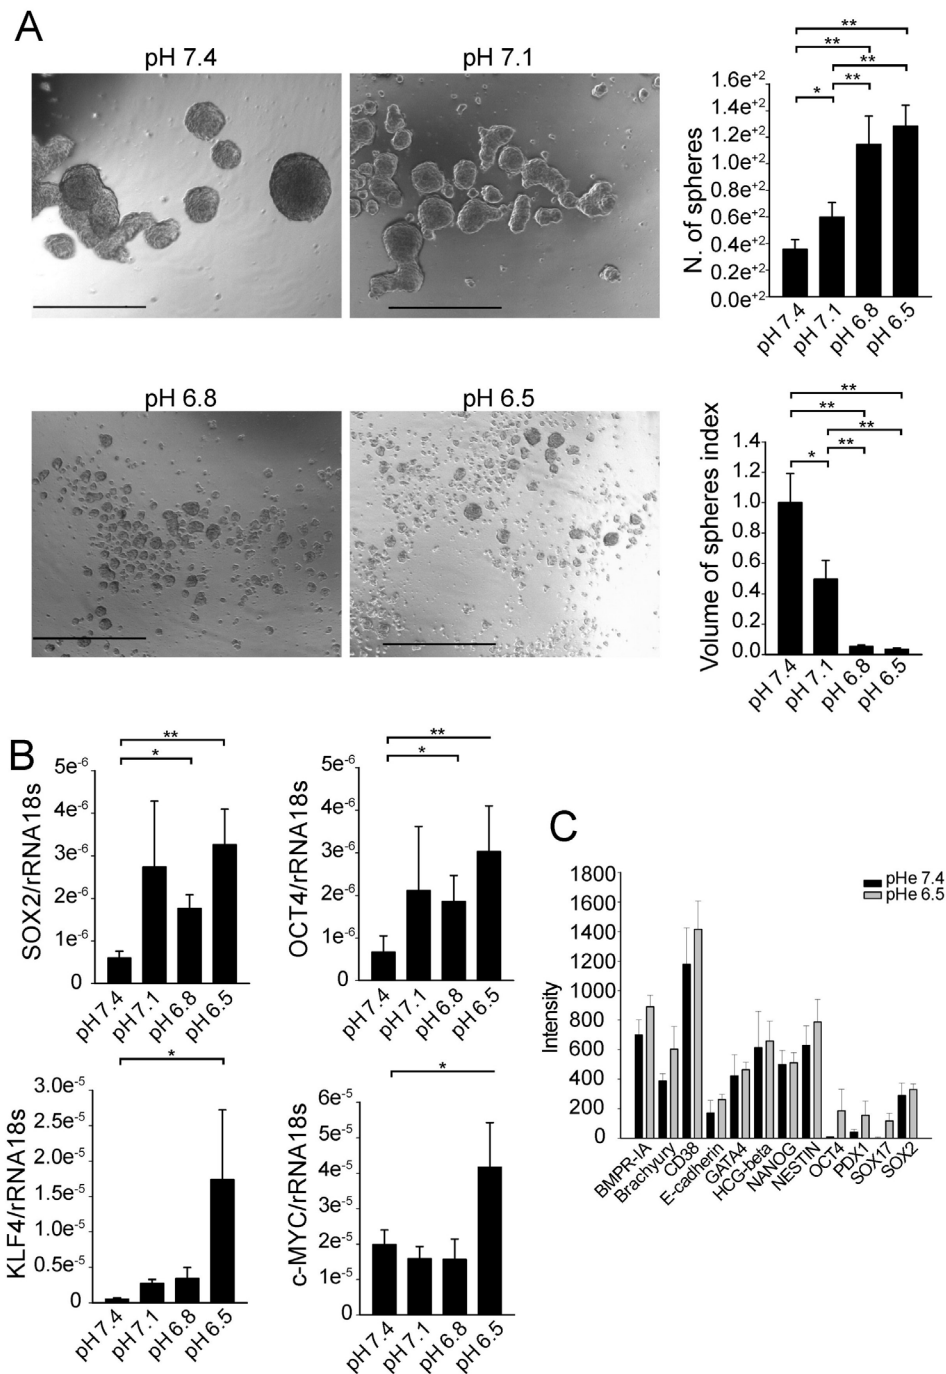 A
pH 7.4
pH 7.1
N. of spheres
1.6e+2
1.4e+2
1.2e+2
1.0e+2
0.8e+2
0.6e+2
0.4e+2
0.2e+2
0.0e+2
**
**
**
**
*
pH 7.4
pH 7.1
pH 6.8
pH 6.5
pH 6.8
pH 6.5
Volume of spheres index
1.4
1.2
1.0
0.8
0.6
0.4
0.2
0.0
**
**
**
**
*
pH 7.4
pH 7.1
pH 6.8
pH 6.5
B
SOX2/rRNA18s
5e-6
4e-6
3e-6
2e-6
1e-6
0
**
*
pH 7.4
pH 7.1
pH 6.8
pH 6.5
OCT4/rRNA18s
5e-6
4e-6
3e-6
2e-6
1e-6
0
**
*
pH 7.4
pH 7.1
pH 6.8
pH 6.5
KLF4/rRNA18s
3.0e-5
2.5e-5
2.0e-5
1.5e-5
1.0e-5
0.5e-5
0
*
pH 7.4
pH 7.1
pH 6.8
pH 6.5
c-MYC/rRNA18s
6e-5
5e-5
4e-5
3e-5
2e-5
1e-5
0
*
pH 7.4
pH 7.1
pH 6.8
pH 6.5
C
Intensity
1800
1600
1400
1200
1000
800
600
400
200
0
pHe 7.4
pHe 6.5
BMPR-IA
Brachyury
CD38
E-cadherin
GATA4
HCG-beta
NANOG
NESTIN
OCT4
PDX1
SOX17
SOX2